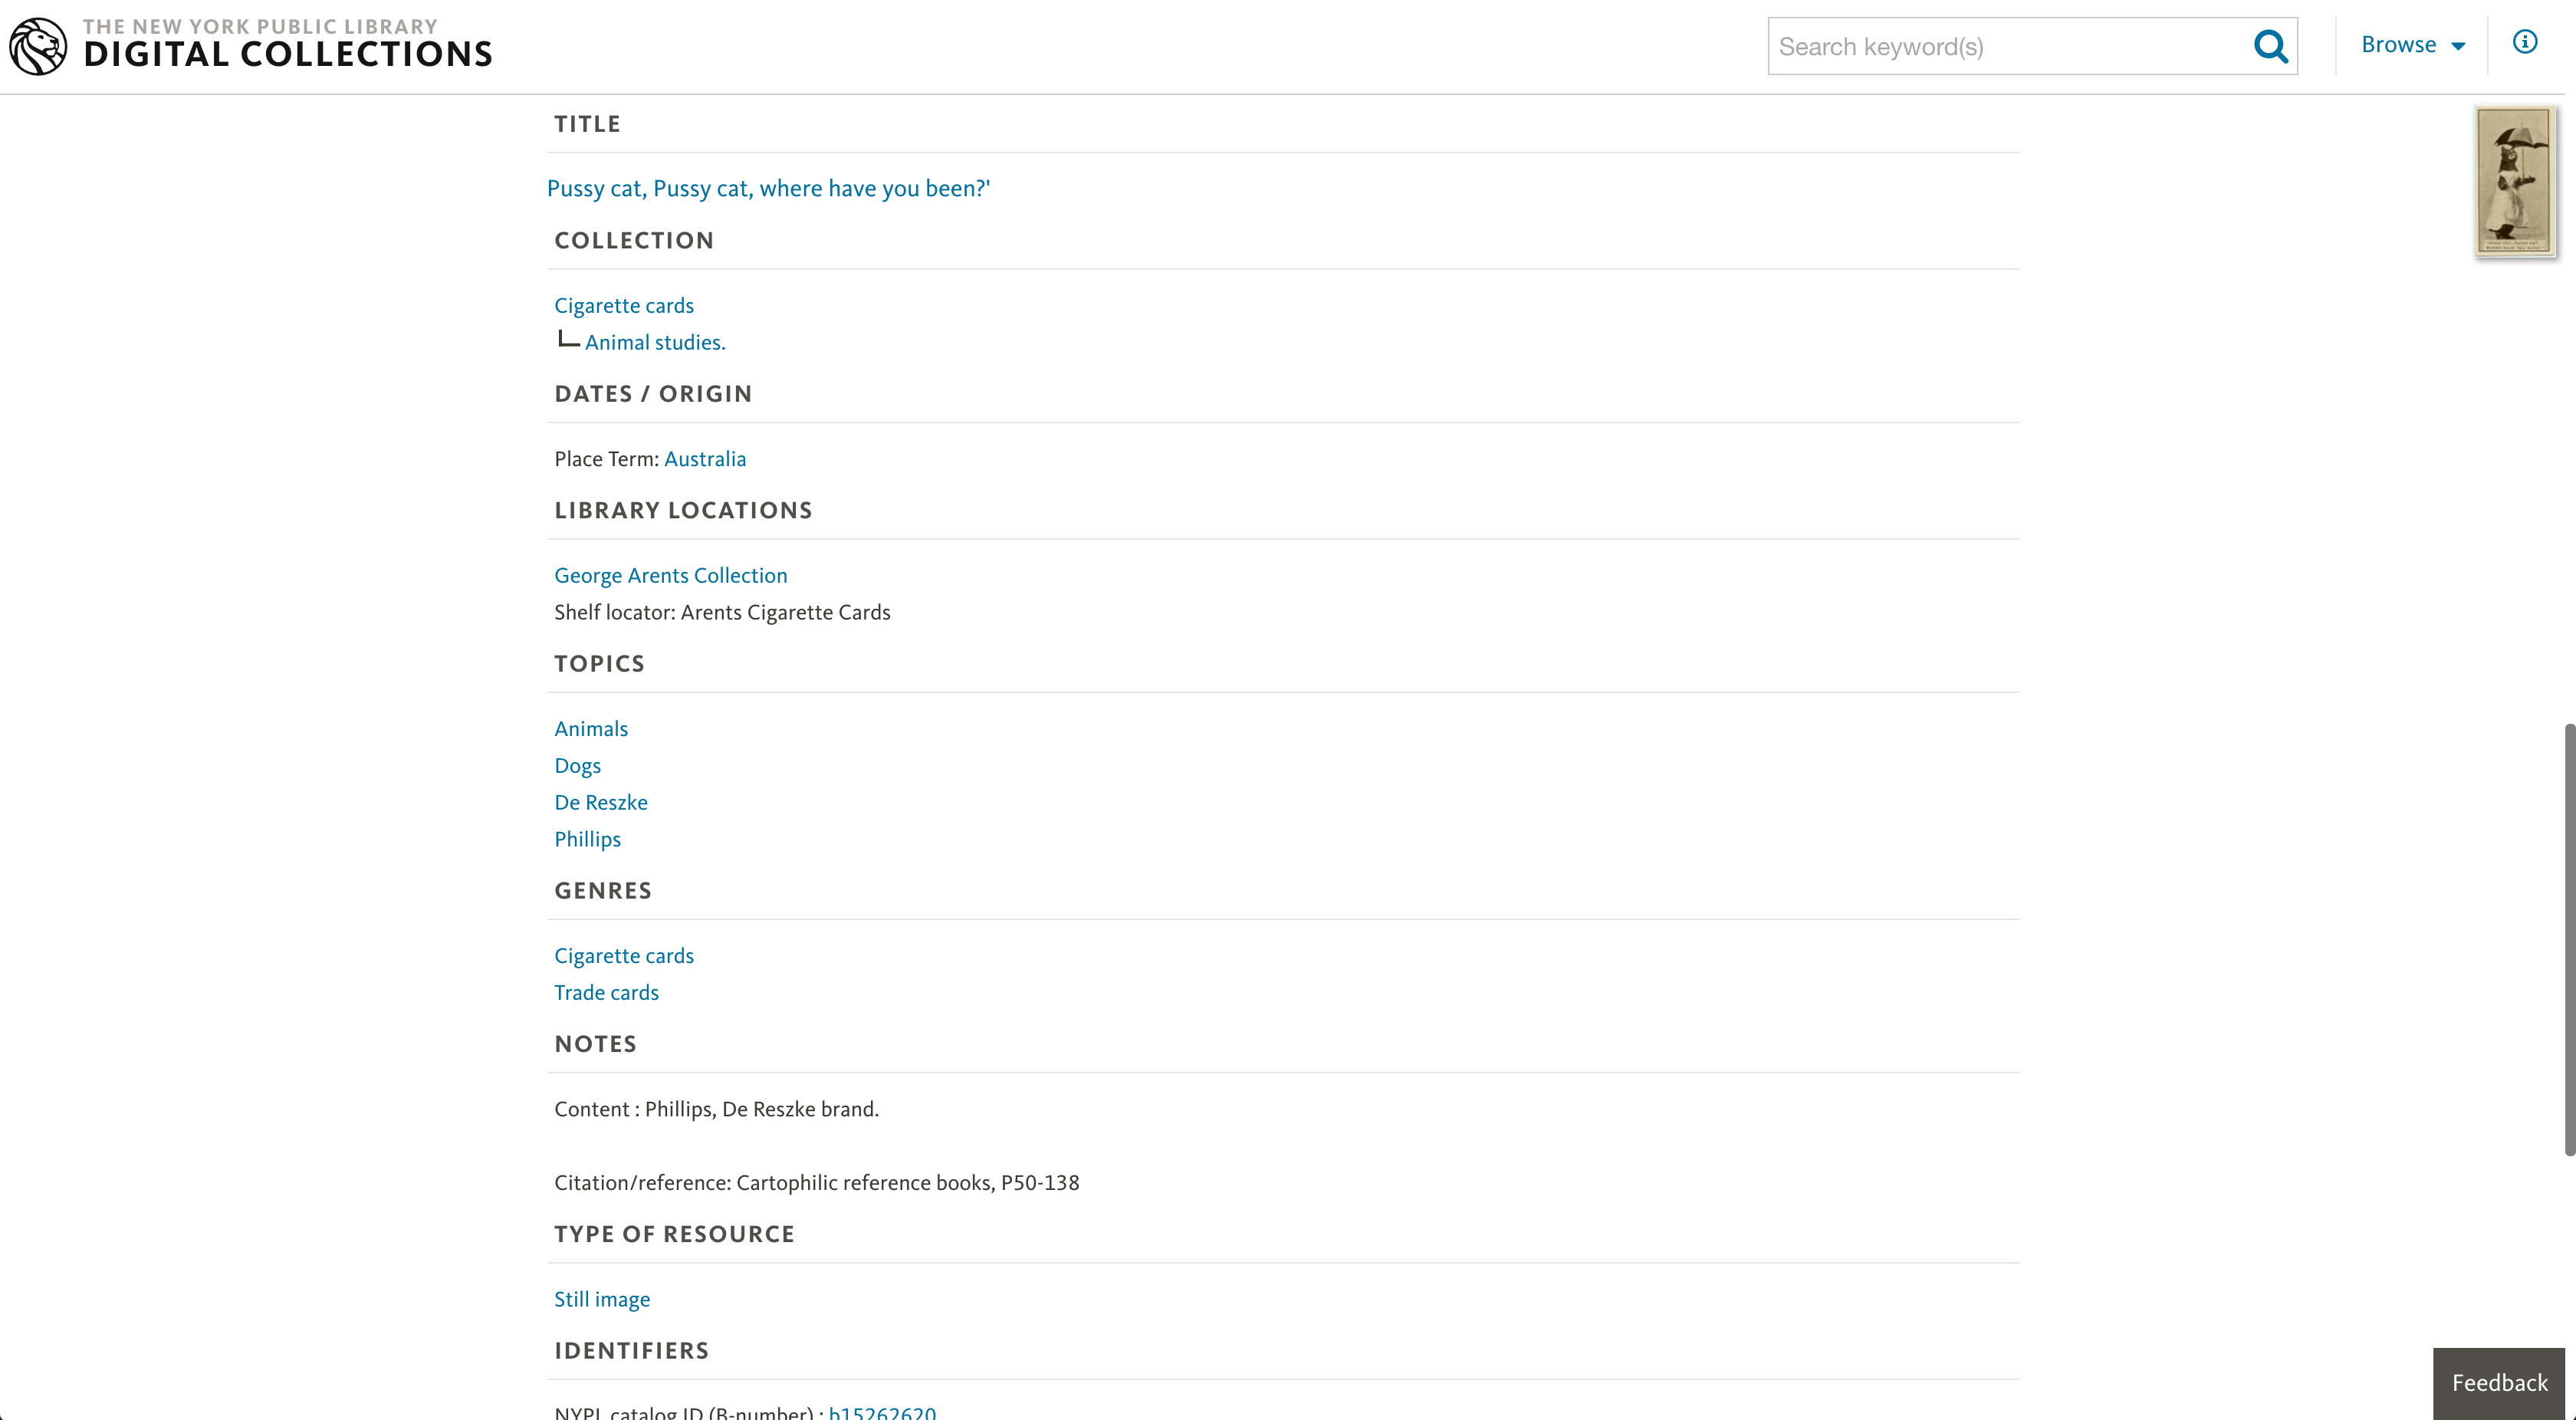 THE NEW YORK PUBLIC LIBRARY
DIGITAL COLLECTIONS
Search keyword(s)
Browse
TITLE
Pussy cat, Pussy cat, where have you been?'
COLLECTION
Cigarette cards
Animal studies.
DATES / ORIGIN
Place Term: Australia
LIBRARY LOCATIONS
George Arents Collection
Shelf locator: Arents Cigarette Cards
TOPICS
Animals
Dogs
De Reszke
Phillips
GENRES
Cigarette cards
Trade cards
NOTES
Content : Phillips, De Reszke brand.
Citation/reference: Cartophilic reference books, P50-138
TYPE OF RESOURCE
Still image
IDENTIFIERS
NYPL catalog ID (B-number) : b15262620
Feedback